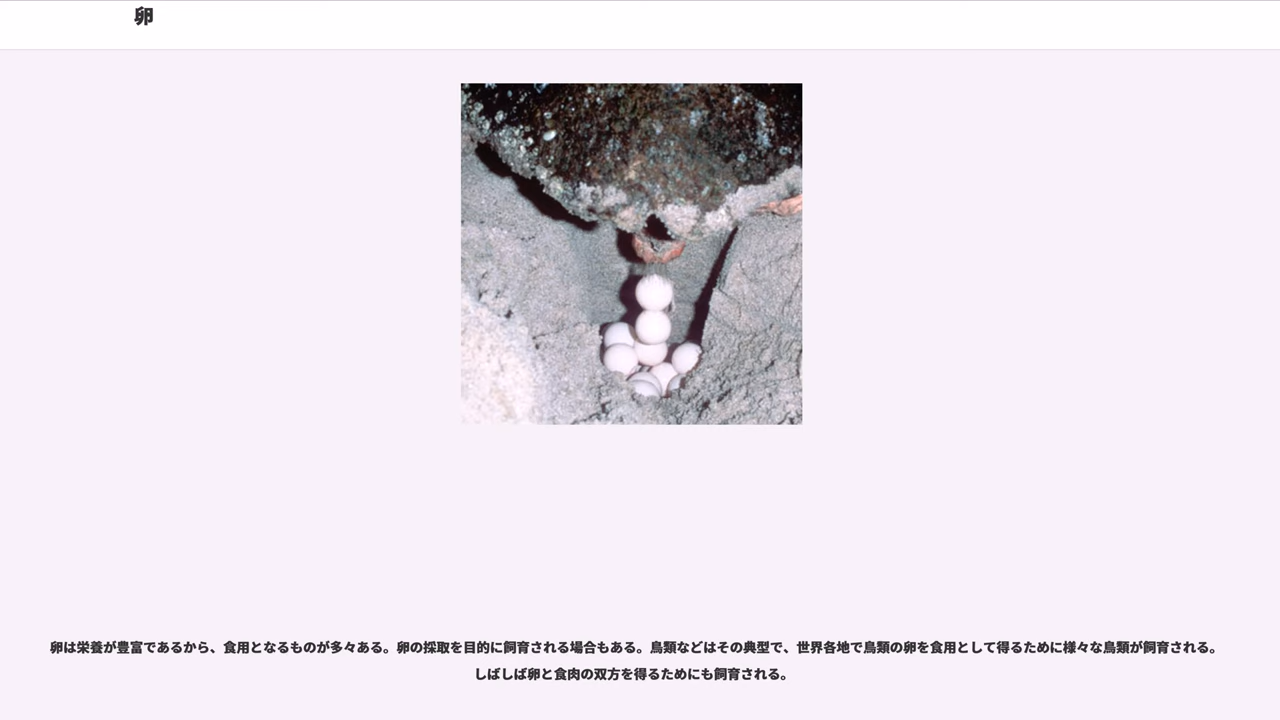 卵
卵は栄養が豊富であるから、食用となるものが多々ある。卵の採取を目的に飼育される場合もある。鳥類などはその典型で、世界各地で鳥類の卵を食用として得るために様々な鳥類が飼育される。
しばしば卵と食肉の双方を得るためにも飼育される。